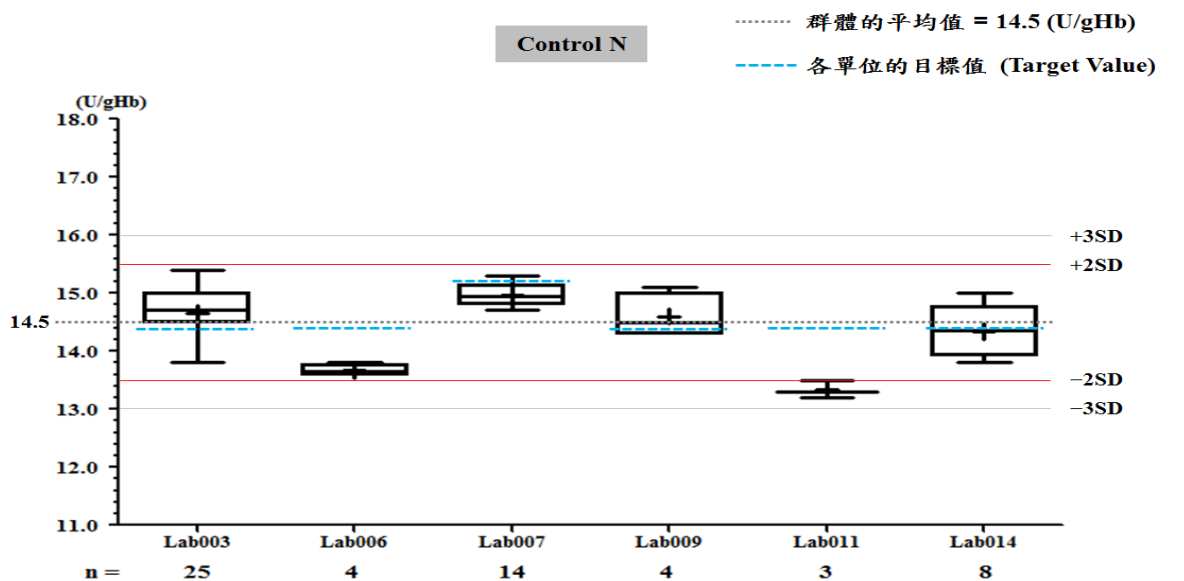 群體的平均值 = 14.5 (U/gHb)
Control N
各單位的目標值 (Target Value)
(U/gHb)
18.0
17.0
16.0
+3SD
+2SD
15.0
14.5
14.0
−2SD
13.0
−3SD
12.0
11.0
Lab003 Lab006 Lab007 Lab009 Lab011 Lab014
n = 25 4 14 4 3 8